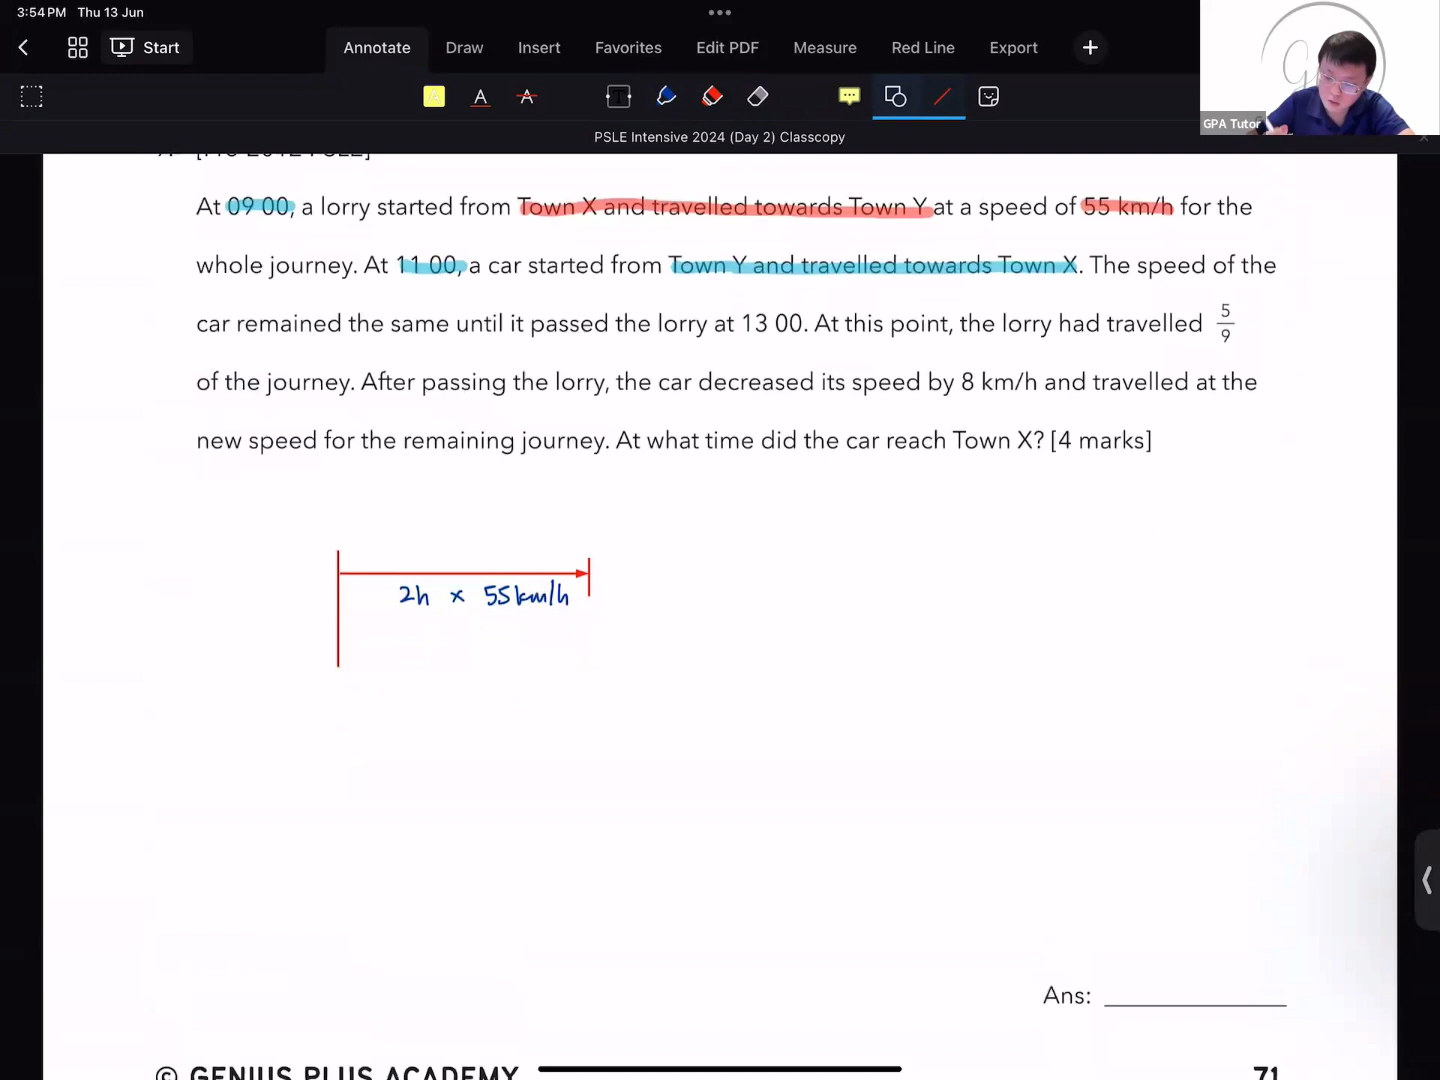 3:54 PM Thu 13 Jun
Start
Annotate Draw Insert Favorites Edit PDF Measure Red Line Export
GPA Tutor
PSLE Intensive 2024 (Day 2) Classcopy
At 09 00, a lorry started from Town X and travelled towards Town Y at a speed of 55 km/h for the
whole journey. At 11 00, a car started from Town Y and travelled towards Town X. The speed of the
car remained the same until it passed the lorry at 13 00. At this point, the lorry had travelled 5/9
of the journey. After passing the lorry, the car decreased its speed by 8 km/h and travelled at the
new speed for the remaining journey. At what time did the car reach Town X? [4 marks]
2h x 55km/h
Ans:
© GENIUS PLUS ACADEMY
71